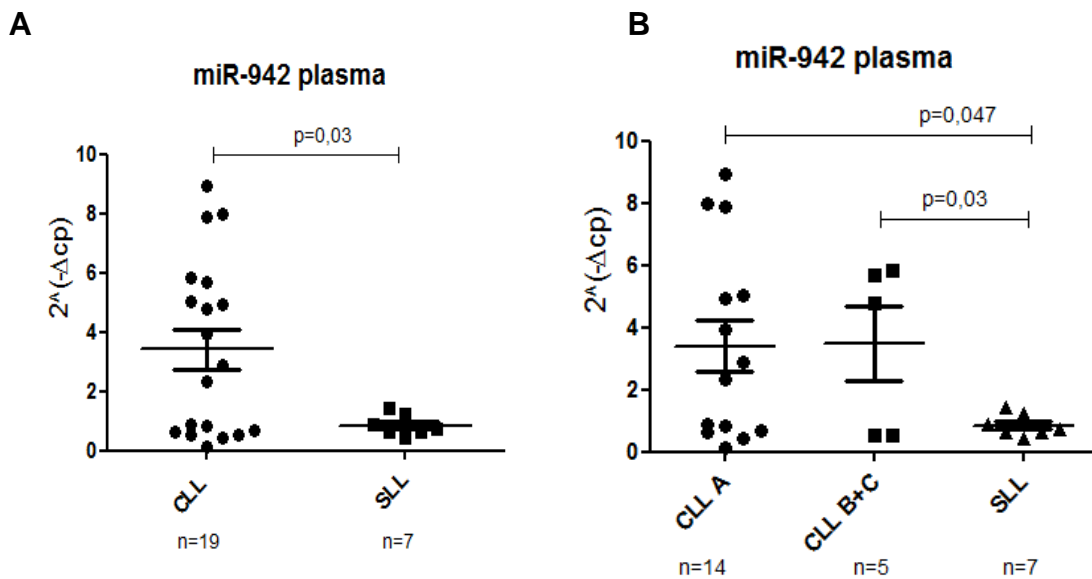 A
miR-942 plasma
p=0,03
2^(-Δcp)
10
8
6
4
2
0
CLL
SLL
n=19
n=7
B
miR-942 plasma
p=0,047
p=0,03
2^(-Δcp)
10
8
6
4
2
0
CLL A
CLL B+C
SLL
n=14
n=5
n=7